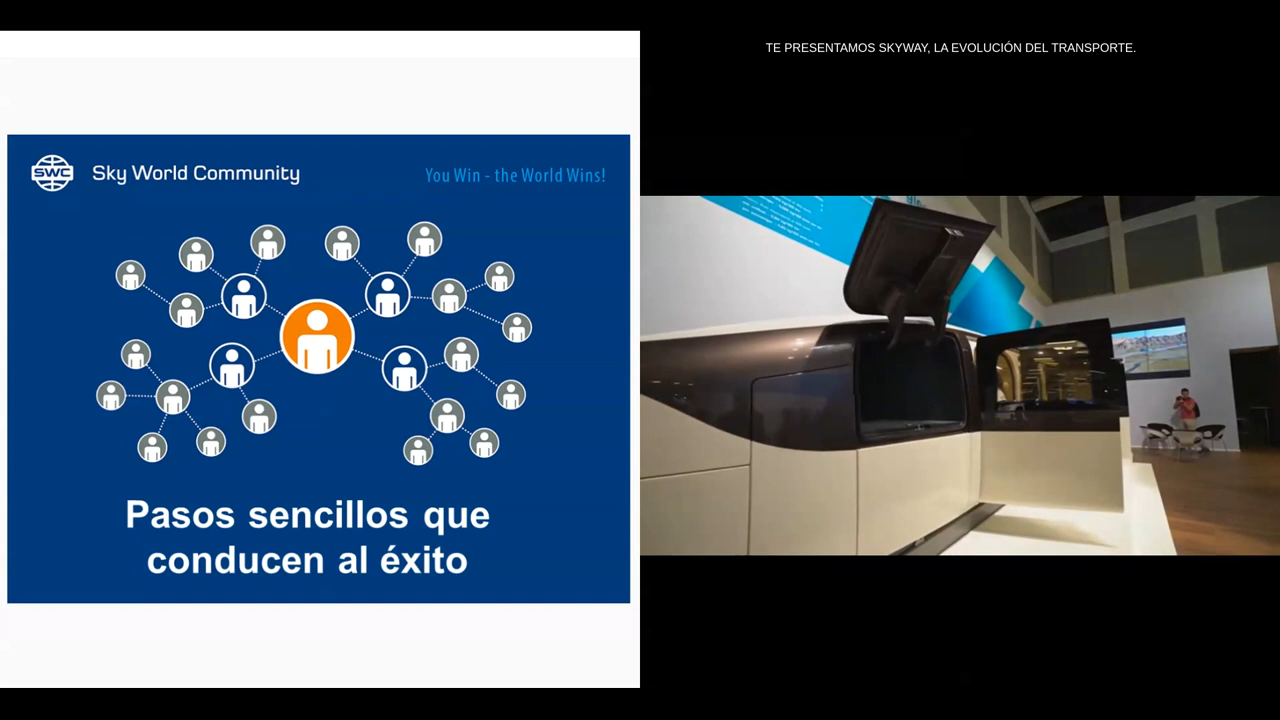 SWC
Sky World Community
You Win - the World Wins!
Pasos sencillos que
conducen al éxito
TE PRESENTAMOS SKYWAY, LA EVOLUCIÓN DEL TRANSPORTE.